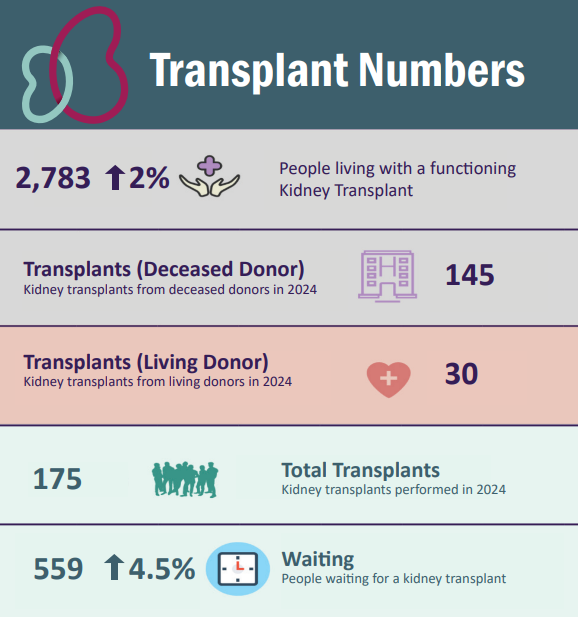 Transplant Numbers
2,783 2% People living with a functioning
Kidney Transplant
Transplants (Deceased Donor)
Kidney transplants from deceased donors in 2024
145
Transplants (Living Donor)
Kidney transplants from living donors in 2024
30
175
Total Transplants
Kidney transplants performed in 2024
559 4.5%
Waiting
People waiting for a kidney transplant